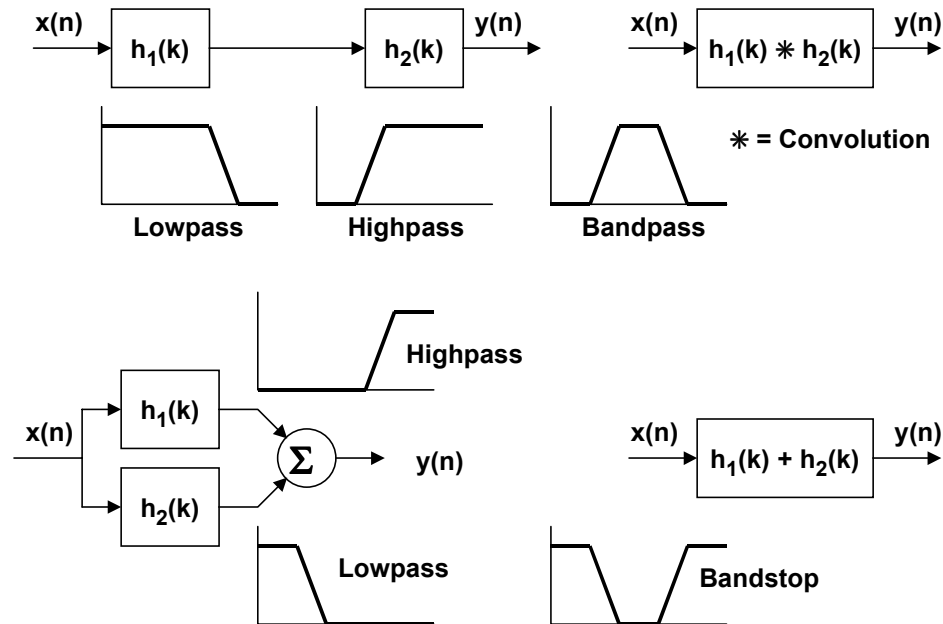 x(n)
h1(k)
h2(k)
y(n)
x(n)
h1(k) ✳ h2(k)
y(n)
✳ = Convolution
Lowpass
Highpass
Bandpass
Highpass
x(n)
h1(k)
h2(k)
Σ
y(n)
x(n)
h1(k) + h2(k)
y(n)
Lowpass
Bandstop